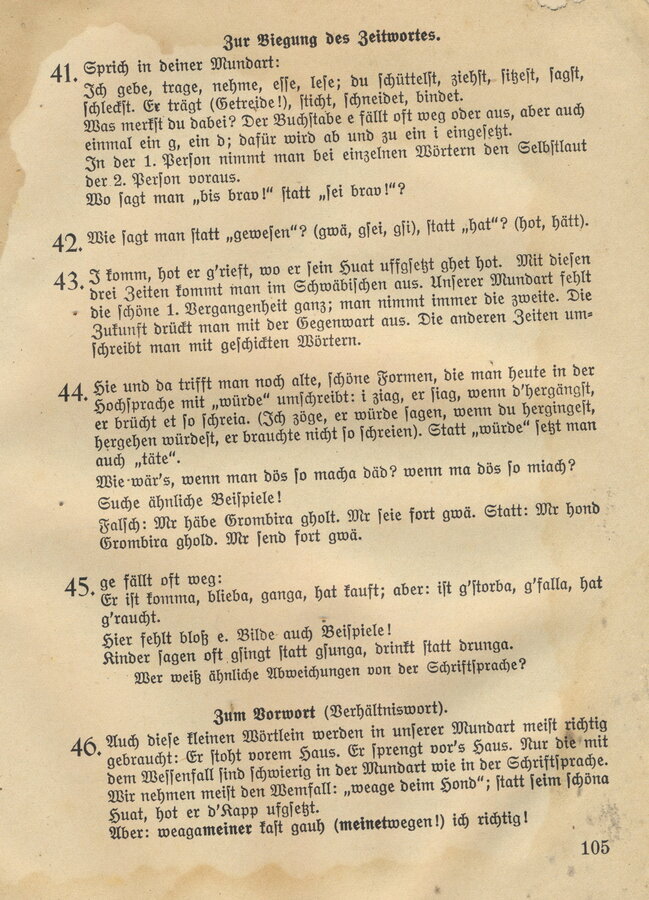 Zur Biegung des Zeitwortes.
41. Sprich in deiner Mundart:
Ich gebe, trage, nehme, esse, lese; du schüttelst, ziehst, sitzest, sagst,
schleckst. Er trägt (Getreide!), sticht, schneidet, bindet.
Was merkst du dabei? Der Buchstabe e fällt oft weg oder aus, aber auch
einmal ein g, ein d; dafür wird ab und zu ein i eingesetzt.
In der 1. Person nimmt man bei einzelnen Wörtern den Selbstlaut
der 2. Person voraus.
Wo sagt man „bis brav!“ statt „sei brav!“?
42. Wie sagt man statt „gewesen“? (gwä, gsei, gsi), statt „hat“? (hot, hätt).
43. I komm, hot er g'rieft, wo er sein Huat uffgsetzt ghet hot. Mit diesen
drei Zeiten kommt man im Schwäbischen aus. Unserer Mundart fehlt
die schöne 1. Vergangenheit ganz; man nimmt immer die zweite. Die
Zukunft drückt man mit der Gegenwart aus. Die anderen Zeiten um-
schreibt man mit geschickten Wörtern.
44. Hie und da trifft man noch alte, schöne Formen, die man heute in der
Hochsprache mit „würde“ umschreibt: i ziag, er siag, wenn d'hergängst,
er brücht et so schreia. (Ich zöge, er würde sagen, wenn du hergingest,
hergehen würdest, er brauchte nicht so schreien). Statt „würde“ setzt man
auch „täte“.
Wie wär's, wenn man dös so macha däd? wenn ma dös so miach?
Suche ähnliche Beispiele!
Falsch: Mr häbe Grombira gholt. Mr seie fort gwä. Statt: Mr hond
Grombira ghold. Mr send fort gwä.
45. ge fällt oft weg:
Er ist komma, blieba, ganga, hat kauft; aber: ist g'storba, g'falla, hat
g'raucht.
Hier fehlt bloß e. Bilde auch Beispiele!
Kinder sagen oft gsingt statt gsunga, drinkt statt drunga.
Wer weiß ähnliche Abweichungen von der Schriftsprache?
Zum Vorwort (Verhältniswort).
46. Auch diese kleinen Wörtlein werden in unserer Mundart meist richtig
gebraucht: Er stoht vorem Haus. Er sprengt vor's Haus. Nur die mit
dem Wessenfall sind schwierig in der Mundart wie in der Schriftsprache.
Wir nehmen meist den Wemfall: „weage deim Hond“; statt seim schöna
Huat, hot er d'Kapp ufgsetzt.
Aber: weagameiner kast gauh (meinetwegen!) ich richtig!
105